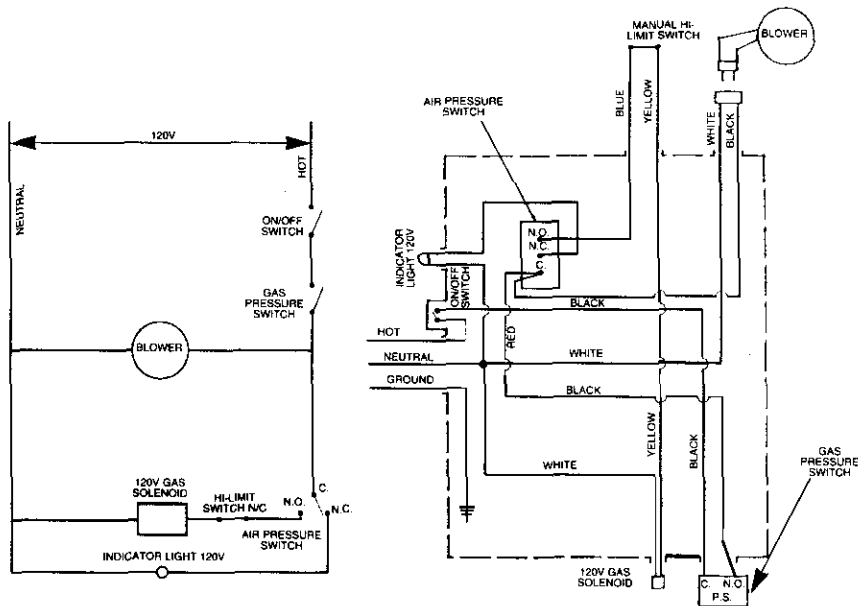 120V
NEUTRAL
HOT
ON/OFF
SWITCH
GAS
PRESSURE
SWITCH
BLOWER
120V GAS
SOLENOID
HI-LIMIT
SWITCH N/C
N.O.
C.
N.C.
AIR PRESSURE
SWITCH
INDICATOR LIGHT 120V
MANUAL HI-
LIMIT SWITCH
BLOWER
AIR PRESSURE
SWITCH
BLUE
YELLOW
WHITE
BLACK
N.O.
N.C.
C.
INDICATOR
LIGHT 120V
ON/OFF
SWITCH
BLACK
HOT
RED
NEUTRAL
WHITE
GROUND
BLACK
YELLOW
BLACK
WHITE
GAS
PRESSURE
SWITCH
120V GAS
SOLENOID
C. N.O.
P.S.